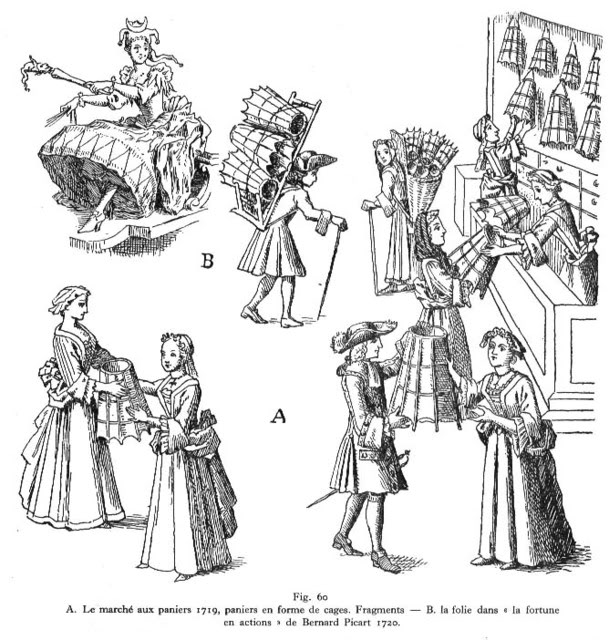 B
A
Fig. 60
A. Le marché aux paniers 1719, paniers en forme de cages. Fragments — B. la folie dans « la fortune
en actions » de Bernard Picart 1720.